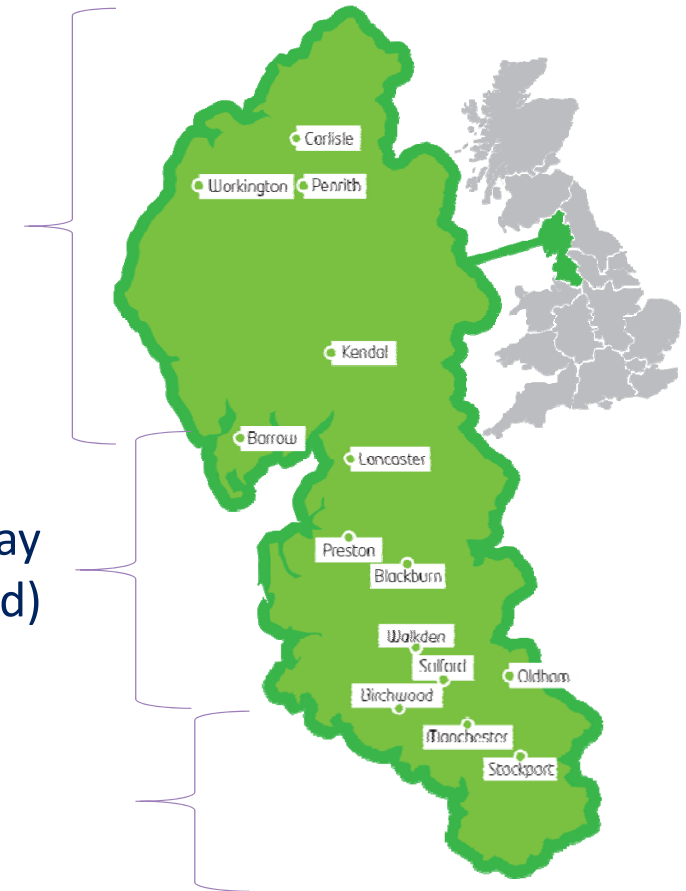 Carlisle
Workington
Penrith
Kendal
Barrow
Lancaster
ay
d)
Preston
Blackburn
Walkden
Salford
Oldham
Birchwood
Manchester
Stockport